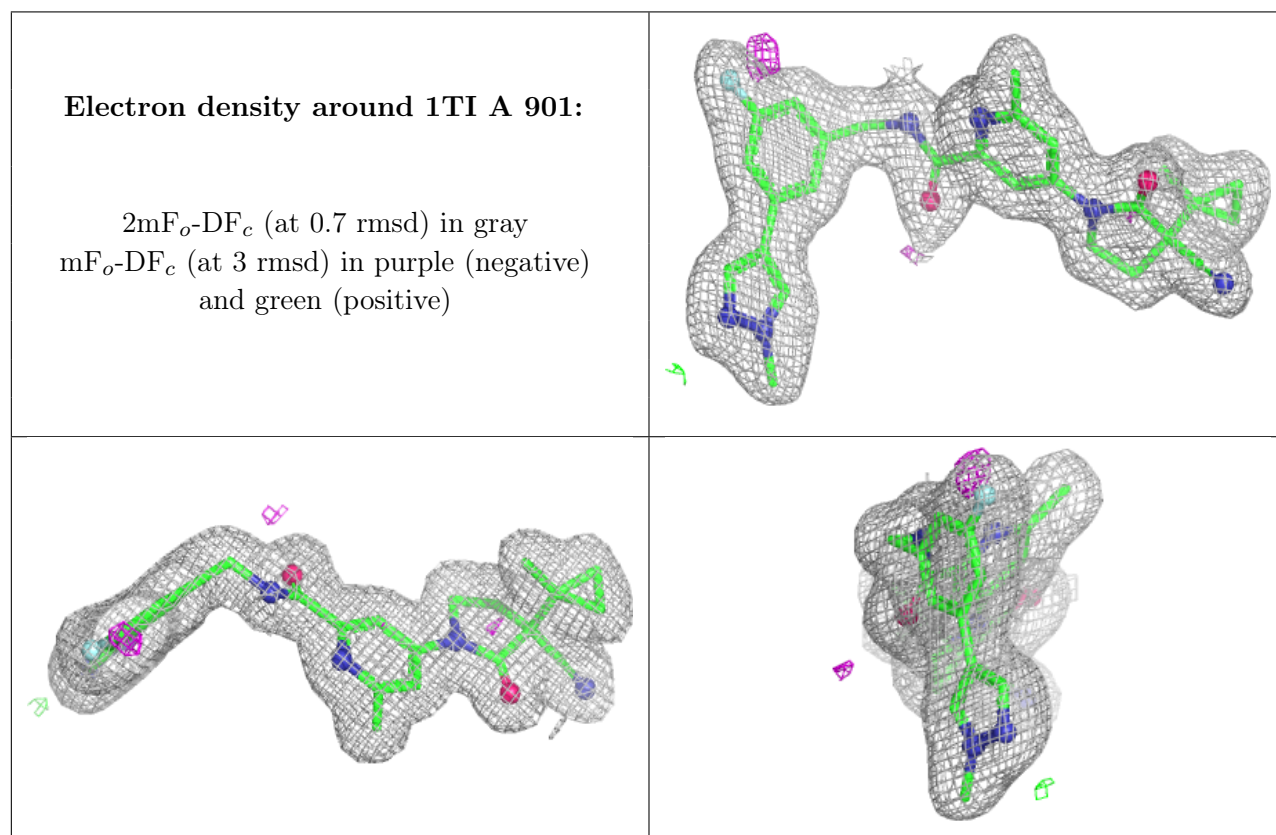 Electron density around 1TI A 901:
2mFo-DFc (at 0.7 rmsd) in gray
mFo-DFc (at 3 rmsd) in purple (negative)
and green (positive)